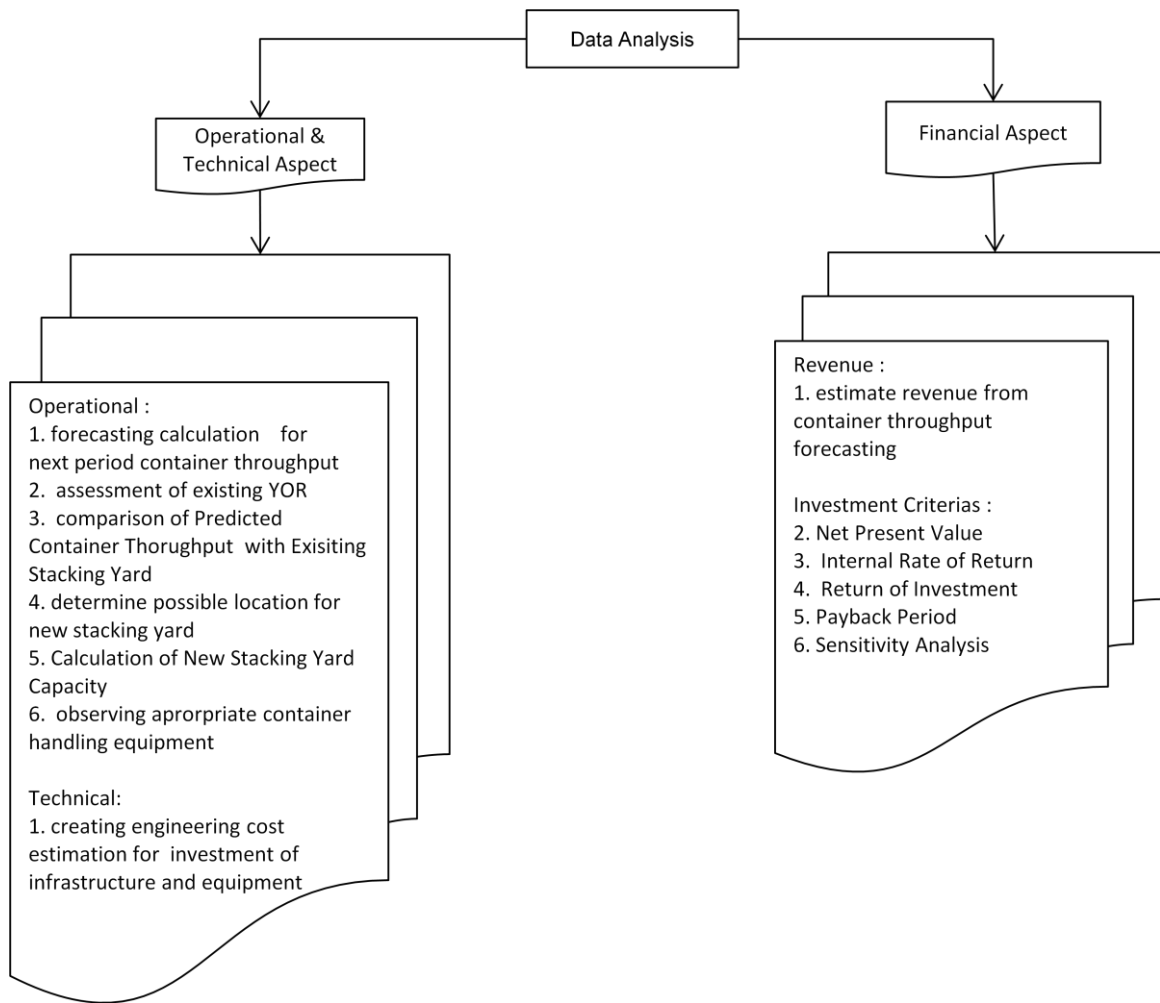 Data Analysis
Operational &
Technical Aspect
Financial Aspect
Operational :
1. forecasting calculation for
next period container throughput
2. assessment of existing YOR
3. comparison of Predicted
Container Thorughput with Exisiting
Stacking Yard
4. determine possible location for
new stacking yard
5. Calculation of New Stacking Yard
Capacity
6. observing aprorpriate container
handling equipment
Technical:
1. creating engineering cost
estimation for investment of
infrastructure and equipment
Revenue :
1. estimate revenue from
container throughput
forecasting
Investment Criterias :
2. Net Present Value
3. Internal Rate of Return
4. Return of Investment
5. Payback Period
6. Sensitivity Analysis